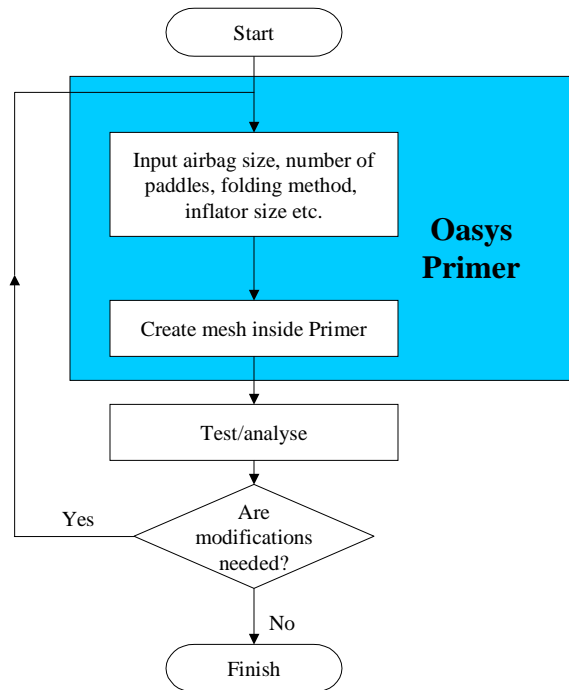 Start
Input airbag size, number of
paddles, folding method,
inflator size etc.
Oasys
Primer
Create mesh inside Primer
Test/analyse
Yes
Are
modifications
needed?
No
Finish